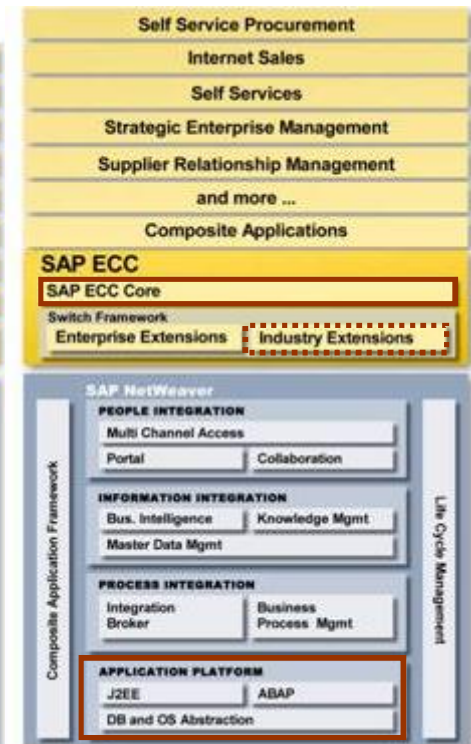 Self Service Procurement
Internet Sales
Self Services
Strategic Enterprise Management
Supplier Relationship Management
and more ...
Composite Applications
SAP ECC
SAP ECC Core
Switch Framework
Enterprise Extensions Industry Extensions
SAP NetWeaver
Composite Application Framework
PEOPLE INTEGRATION
Multi Channel Access
Portal Collaboration
INFORMATION INTEGRATION
Bus. Intelligence Knowledge Mgmt
Master Data Mgmt
PROCESS INTEGRATION
Integration Business
Broker Process Mgmt
APPLICATION PLATFORM
J2EE ABAP
DB and OS Abstraction
Life Cycle Management